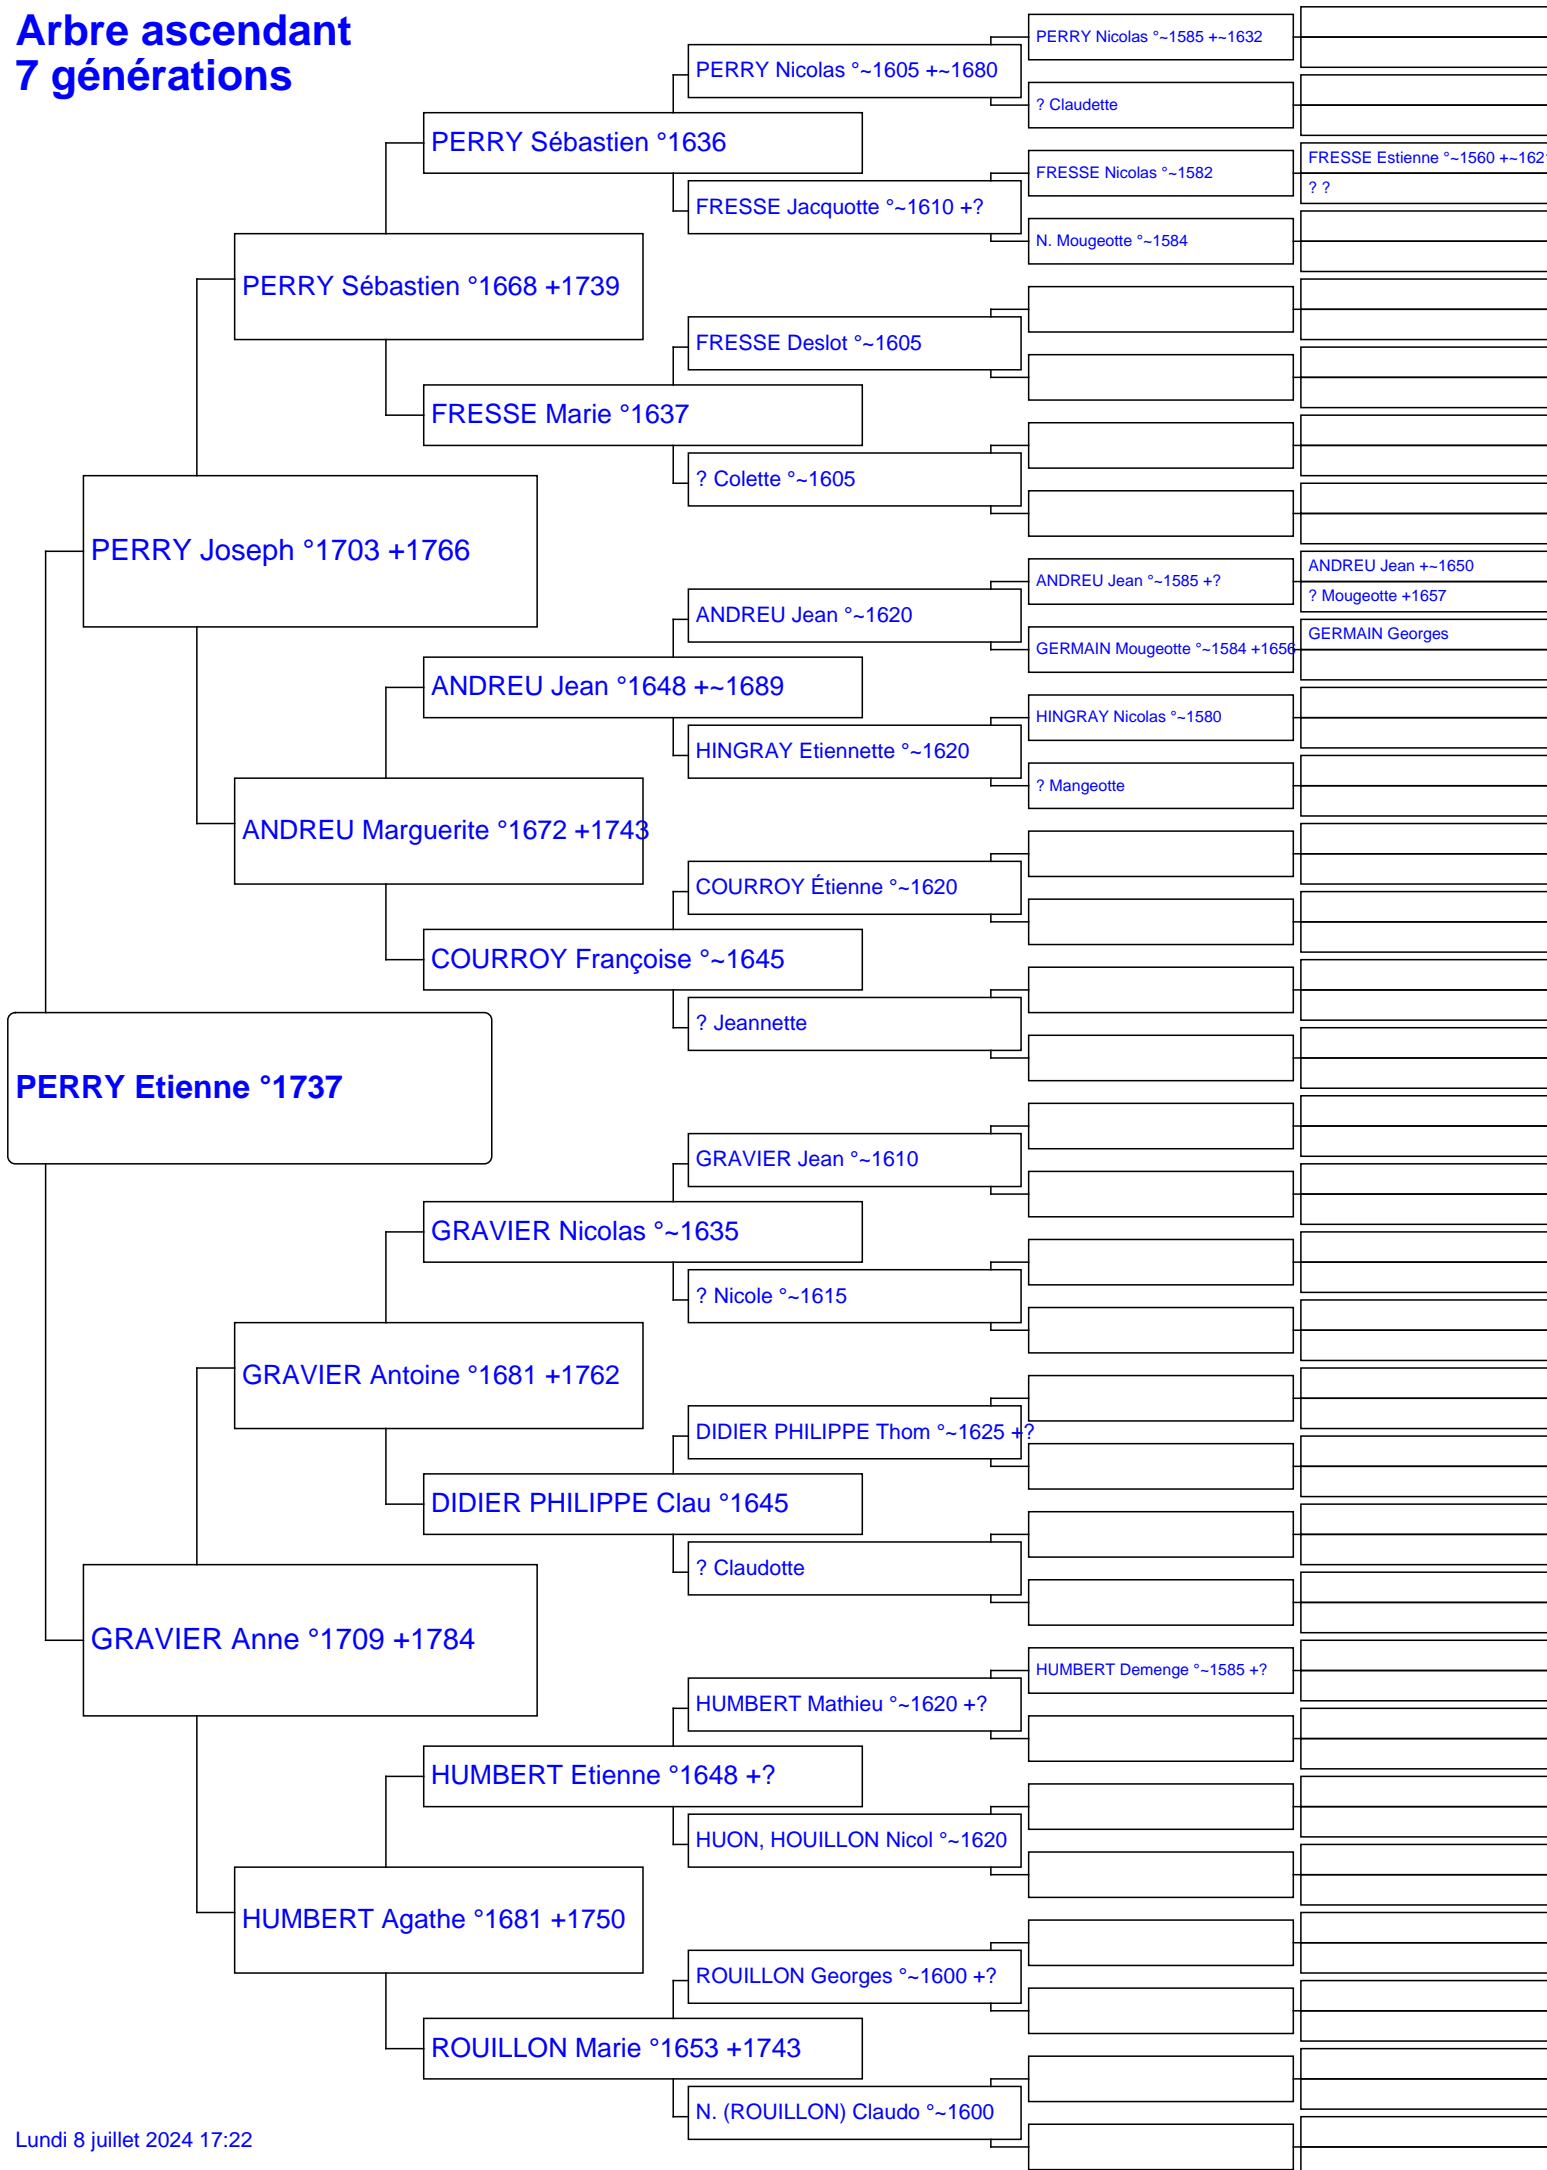 Arbre ascendant
7 générations
PERRY Nicolas °~1585 +~1632
PERRY Nicolas °~1605 +~1680
? Claudette
PERRY Sébastien °1636
FRESSE Estienne °~1560 +~162
FRESSE Nicolas °~1582
? ?
FRESSE Jacquotte °~1610 +?
N. Mougeotte °~1584
PERRY Sébastien °1668 +1739
FRESSE Deslot °~1605
FRESSE Marie °1637
? Colette °~1605
PERRY Joseph °1703 +1766
ANDREU Jean +~1650
ANDREU Jean °~1585 +?
? Mougeotte +1657
ANDREU Jean °~1620
GERMAIN Georges
GERMAIN Mougeotte °~1584 +1656
ANDREU Jean °1648 +~1689
HINGRAY Nicolas °~1580
HINGRAY Etiennette °~1620
? Mangeotte
ANDREU Marguerite °1672 +1743
COURROY Étienne °~1620
COURROY Françoise °~1645
? Jeannette
PERRY Etienne °1737
GRAVIER Jean °~1610
GRAVIER Nicolas °~1635
? Nicole °~1615
GRAVIER Antoine °1681 +1762
DIDIER PHILIPPE Thom °~1625 +?
DIDIER PHILIPPE Clau °1645
? Claudotte
GRAVIER Anne °1709 +1784
HUMBERT Demenge °~1585 +?
HUMBERT Mathieu °~1620 +?
HUMBERT Etienne °1648 +?
HUON, HOUILLON Nicol °~1620
HUMBERT Agathe °1681 +1750
ROUILLON Georges °~1600 +?
ROUILLON Marie °1653 +1743
N. (ROUILLON) Claudo °~1600
Lundi 8 juillet 2024 17:22